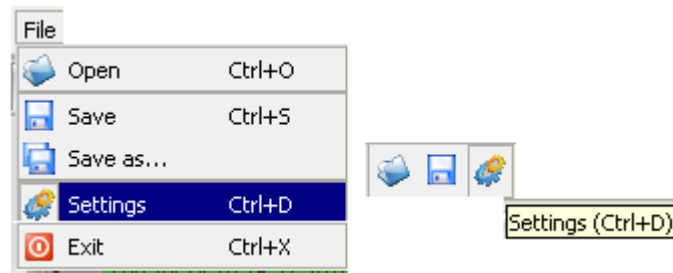 File
Open Ctrl+O
Save Ctrl+S
Save as...
Settings Ctrl+D
Settings (Ctrl+D)
Exit Ctrl+X